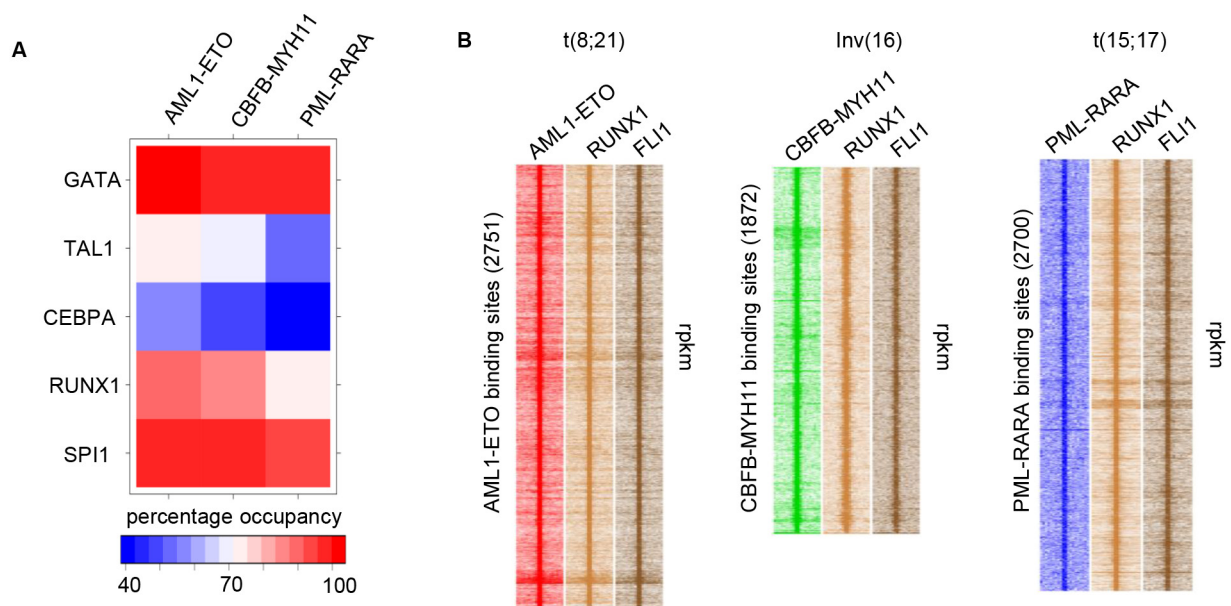 A
AML1-ETO
CBFB-MYH11
PML-RARA
GATA
TAL1
CEBPA
RUNX1
SPI1
percentage occupancy
40 70 100
B
t(8;21)
AML1-ETO
RUNX1
FLI1
AML1-ETO binding sites (2751)
rpkm
Inv(16)
CBFB-MYH11
RUNX1
FLI1
CBFB-MYH11 binding sites (1872)
rpkm
t(15;17)
PML-RARA
RUNX1
FLI1
PML-RARA binding sites (2700)
rpkm